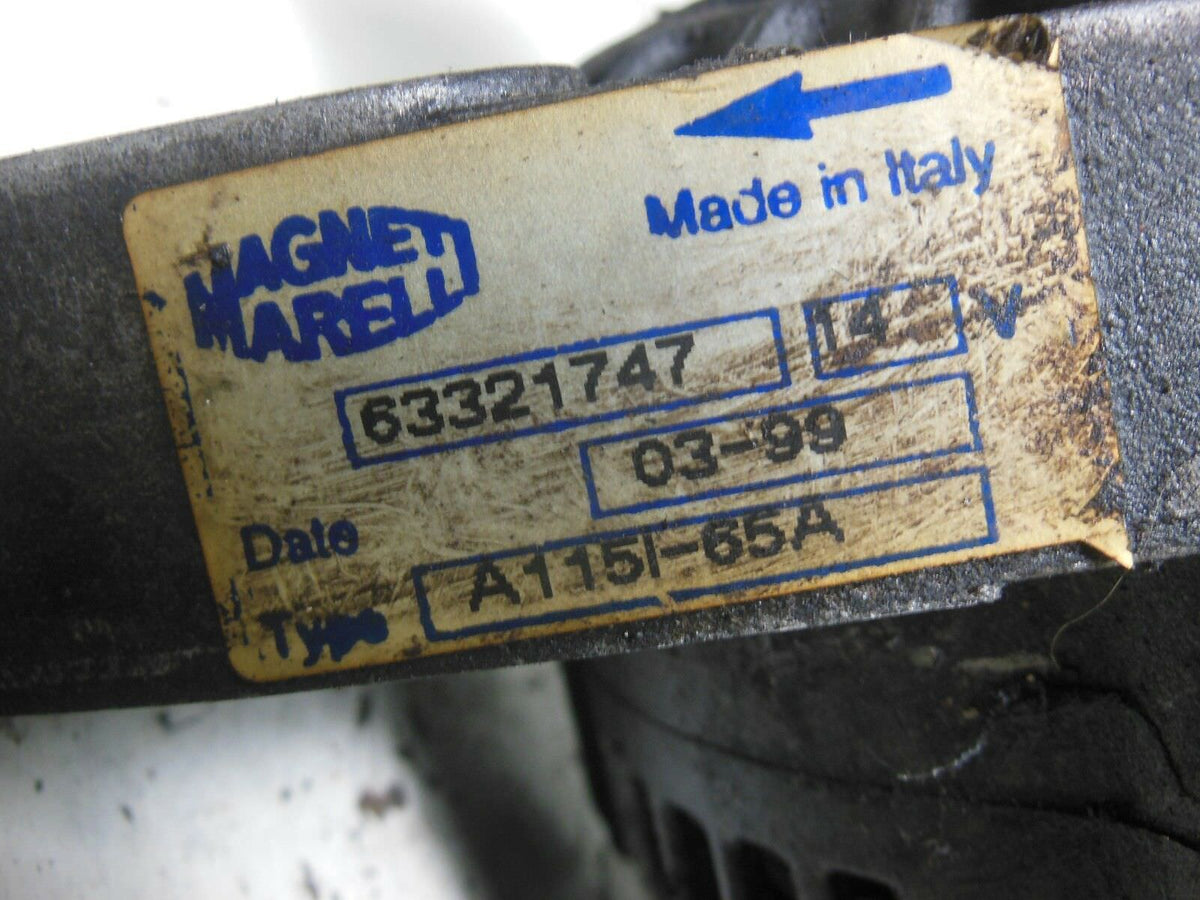 Made in Italy
MAGNETI
MARELLI
63321747 14 V
Date 03-99
Type A115I-65A